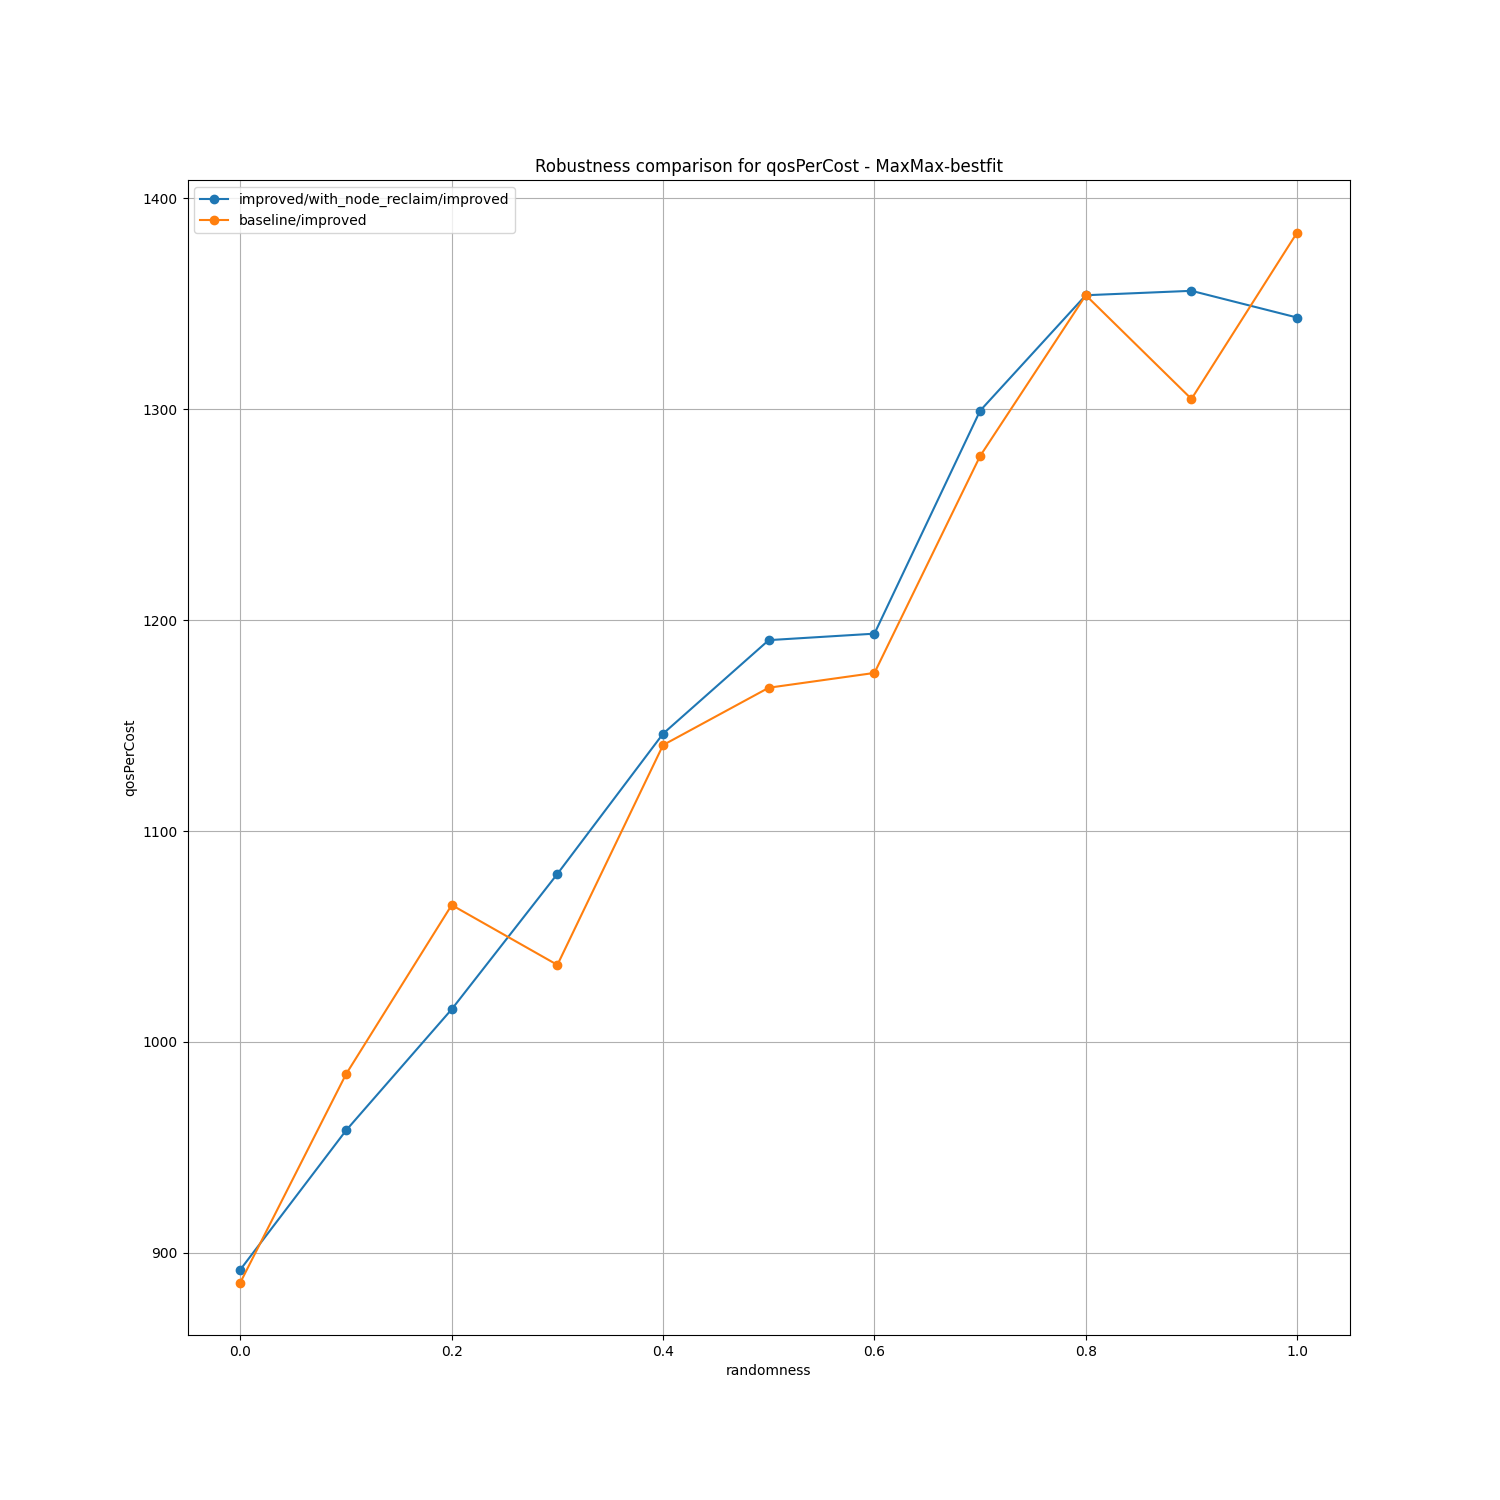 Robustness comparison for qosPerCost - MaxMax-bestfit
improved/with_node_reclaim/improved
baseline/improved
1400
1300
1200
1100
1000
900
qosPerCost
0.0 0.2 0.4 0.6 0.8 1.0
randomness